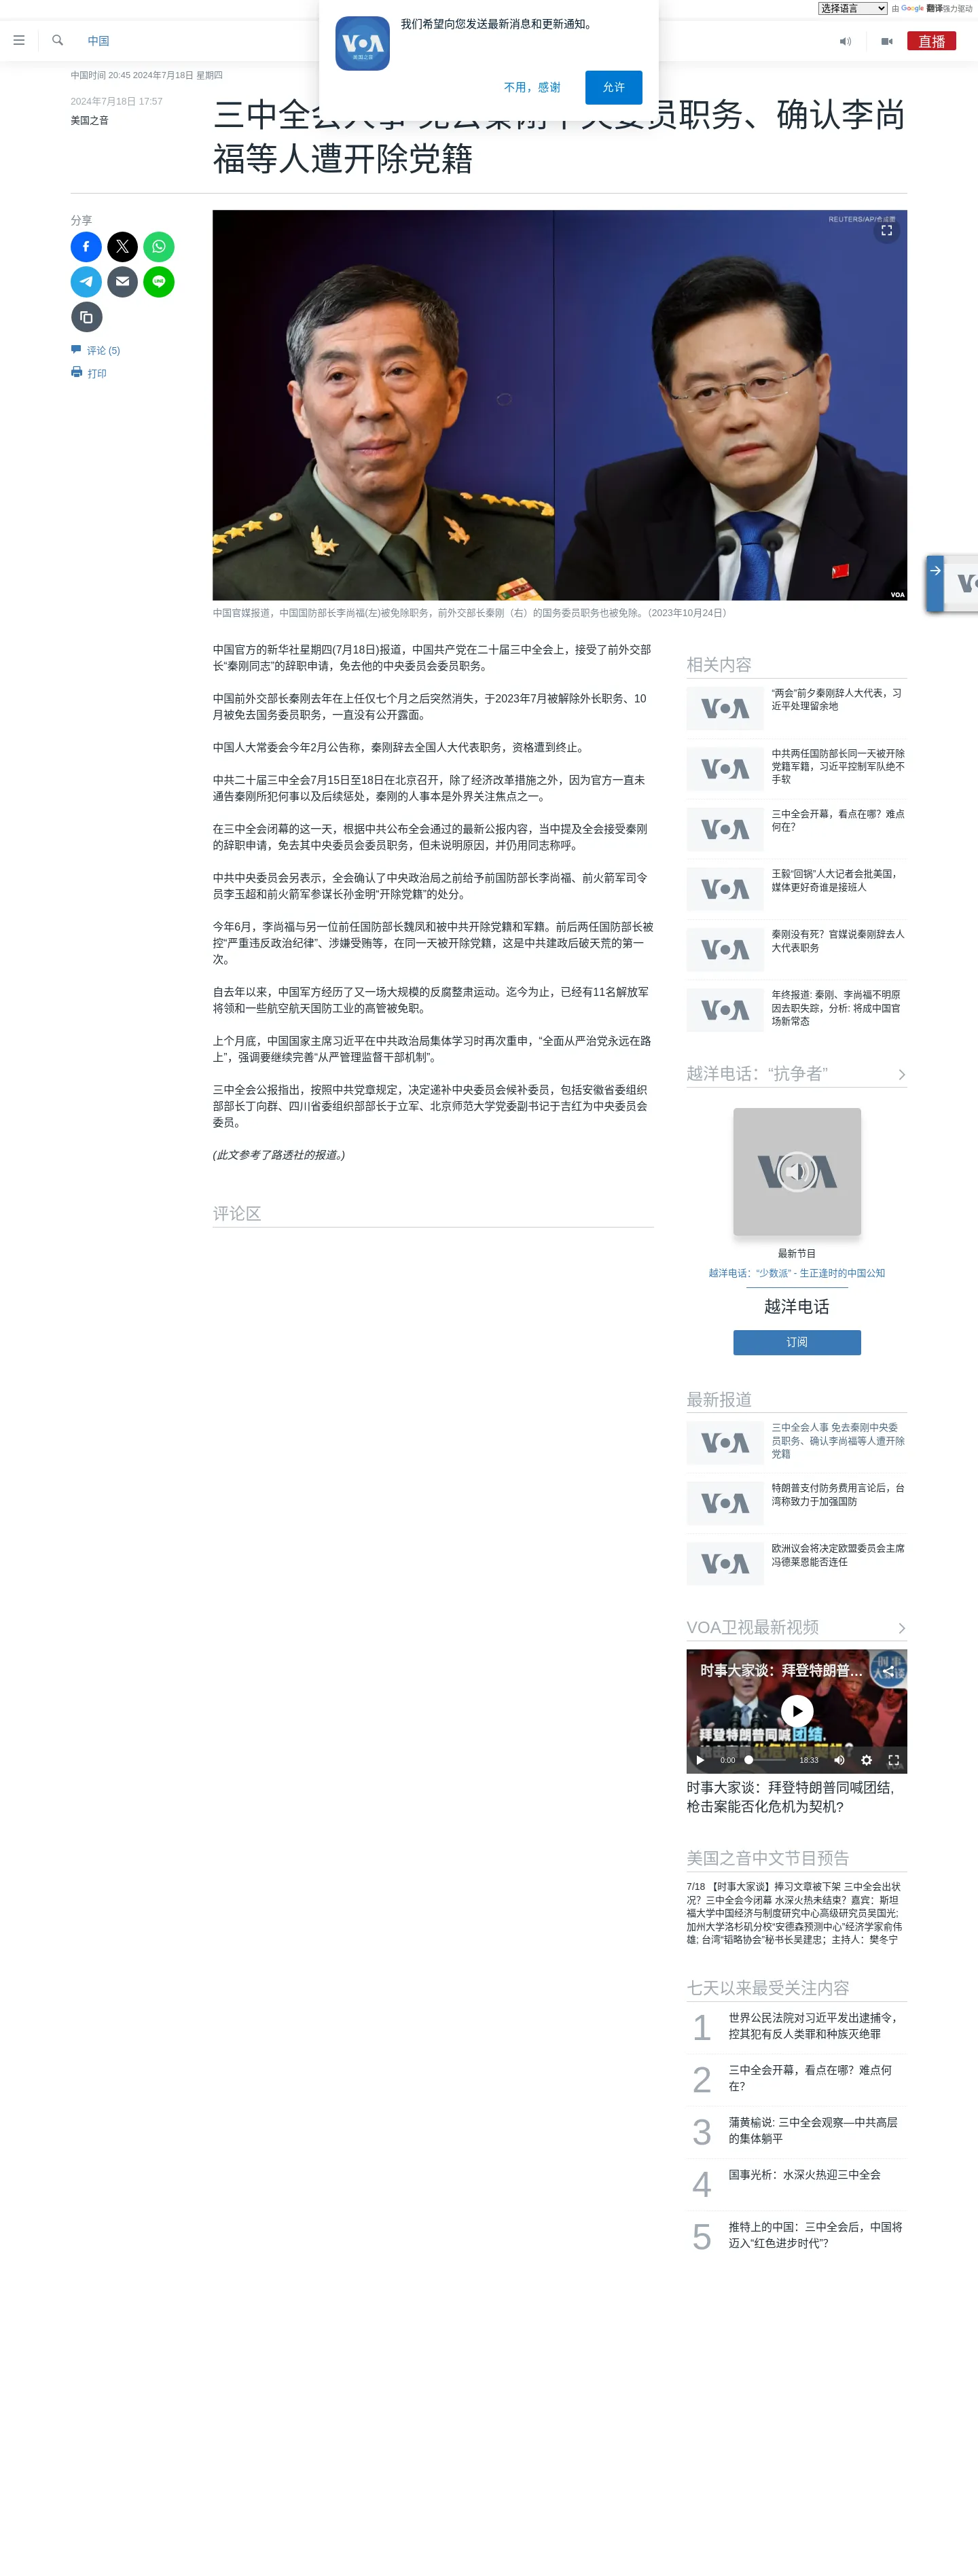 选择语言
由 Google 翻译强力驱动
VOA
美国之音
我们希望向您发送最新消息和更新通知。
不用，感谢
允许
中国
直播
中国时间 20:45 2024年7月18日 星期四
2024年7月18日 17:57
美国之音
三中全会
委员职务、确认李尚
福等人遭开除党籍
分享
评论 (5)
打印
REUTERS/AP/合成图
VOA
中国官媒报道，中国国防部长李尚福(左)被免除职务，前外交部长秦刚（右）的国务委员职务也被免除。（2023年10月24日）
中国官方的新华社星期四(7月18日)报道，中国共产党在二十届三中全会上，接受了前外交部
长“秦刚同志”的辞职申请，免去他的中央委员会委员职务。
中国前外交部长秦刚去年在上任仅七个月之后突然消失，于2023年7月被解除外长职务、10
月被免去国务委员职务，一直没有公开露面。
中国人大常委会今年2月公告称，秦刚辞去全国人大代表职务，资格遭到终止。
中共二十届三中全会7月15日至18日在北京召开，除了经济改革措施之外，因为官方一直未
通告秦刚所犯何事以及后续惩处，秦刚的人事本是外界关注焦点之一。
在三中全会闭幕的这一天，根据中共公布全会通过的最新公报内容，当中提及全会接受秦刚
的辞职申请，免去其中央委员会委员职务，但未说明原因，并仍用同志称呼。
中共中央委员会另表示，全会确认了中央政治局之前给予前国防部长李尚福、前火箭军司令
员李玉超和前火箭军参谋长孙金明“开除党籍”的处分。
今年6月，李尚福与另一位前任国防部长魏凤和被中共开除党籍和军籍。前后两任国防部长被
控“严重违反政治纪律”、涉嫌受贿等，在同一天被开除党籍，这是中共建政后破天荒的第一
次。
自去年以来，中国军方经历了又一场大规模的反腐整肃运动。迄今为止，已经有11名解放军
将领和一些航空航天国防工业的高管被免职。
上个月底，中国国家主席习近平在中共政治局集体学习时再次重申，“全面从严治党永远在路
上”，强调要继续完善“从严管理监督干部机制”。
三中全会公报指出，按照中共党章规定，决定递补中央委员会候补委员，包括安徽省委组织
部部长丁向群、四川省委组织部部长于立军、北京师范大学党委副书记于吉红为中央委员会
委员。
(此文参考了路透社的报道。)
评论区
相关内容
VOA
“两会”前夕秦刚辞人大代表，习
近平处理留余地
VOA
中共两任国防部长同一天被开除
党籍军籍，习近平控制军队绝不
手软
VOA
三中全会开幕，看点在哪？难点
何在？
VOA
王毅“回锅”人大记者会批美国，
媒体更好奇谁是接班人
VOA
秦刚没有死？官媒说秦刚辞去人
大代表职务
VOA
年终报道: 秦刚、李尚福不明原
因去职失踪，分析: 将成中国官
场新常态
越洋电话：“抗争者”
VOA
最新节目
越洋电话：“少数派” - 生正逢时的中国公知
越洋电话
订阅
最新报道
VOA
三中全会人事 免去秦刚中央委
员职务、确认李尚福等人遭开除
党籍
VOA
特朗普支付防务费用言论后，台
湾称致力于加强国防
VOA
欧洲议会将决定欧盟委员会主席
冯德莱恩能否连任
VOA卫视最新视频
时事大家谈：拜登特朗普...
时事
大家谈
拜登特朗普同喊团结,
化危机为契机?
0:00
18:33
时事大家谈：拜登特朗普同喊团结,
枪击案能否化危机为契机?
美国之音中文节目预告
7/18 【时事大家谈】捧习文章被下架 三中全会出状
况？三中全会今闭幕 水深火热未结束？嘉宾：斯坦
福大学中国经济与制度研究中心高级研究员吴国光;
加州大学洛杉矶分校“安德森预测中心”经济学家俞伟
雄; 台湾“韬略协会”秘书长吴建忠；主持人：樊冬宁
七天以来最受关注内容
1
世界公民法院对习近平发出逮捕令，
控其犯有反人类罪和种族灭绝罪
2
三中全会开幕，看点在哪？难点何
在？
3
蒲黄榆说: 三中全会观察—中共高层
的集体躺平
4
国事光析：水深火热迎三中全会
5
推特上的中国：三中全会后，中国将
迈入“红色进步时代”？